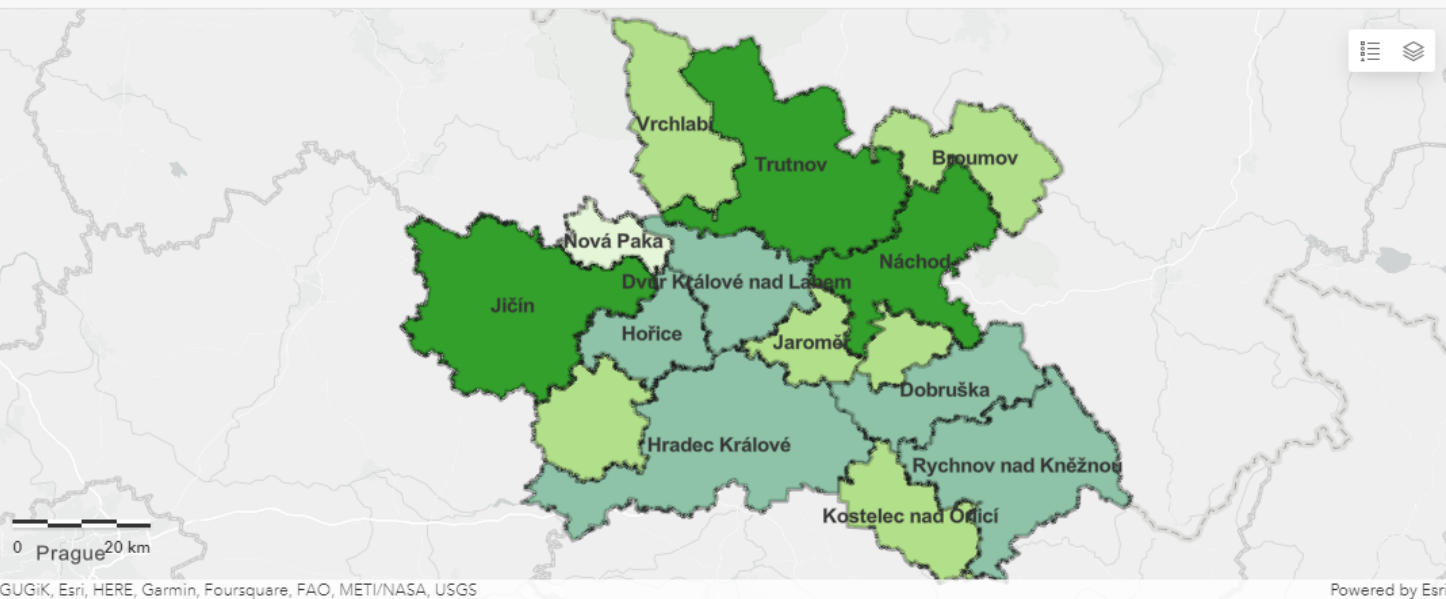 Vrchlabí
Trutnov
Broumov
Nová Paka
Náchod
Dvůr Králové nad Labem
Jičín
Hořice
Jaroměř
Dobruška
Hradec Králové
Rychnov nad Kněžnou
Kostelec nad Orlicí
0 20 km
Prague
GUGiK, Esri, HERE, Garmin, Foursquare, FAO, METI/NASA, USGS
Powered by Esri